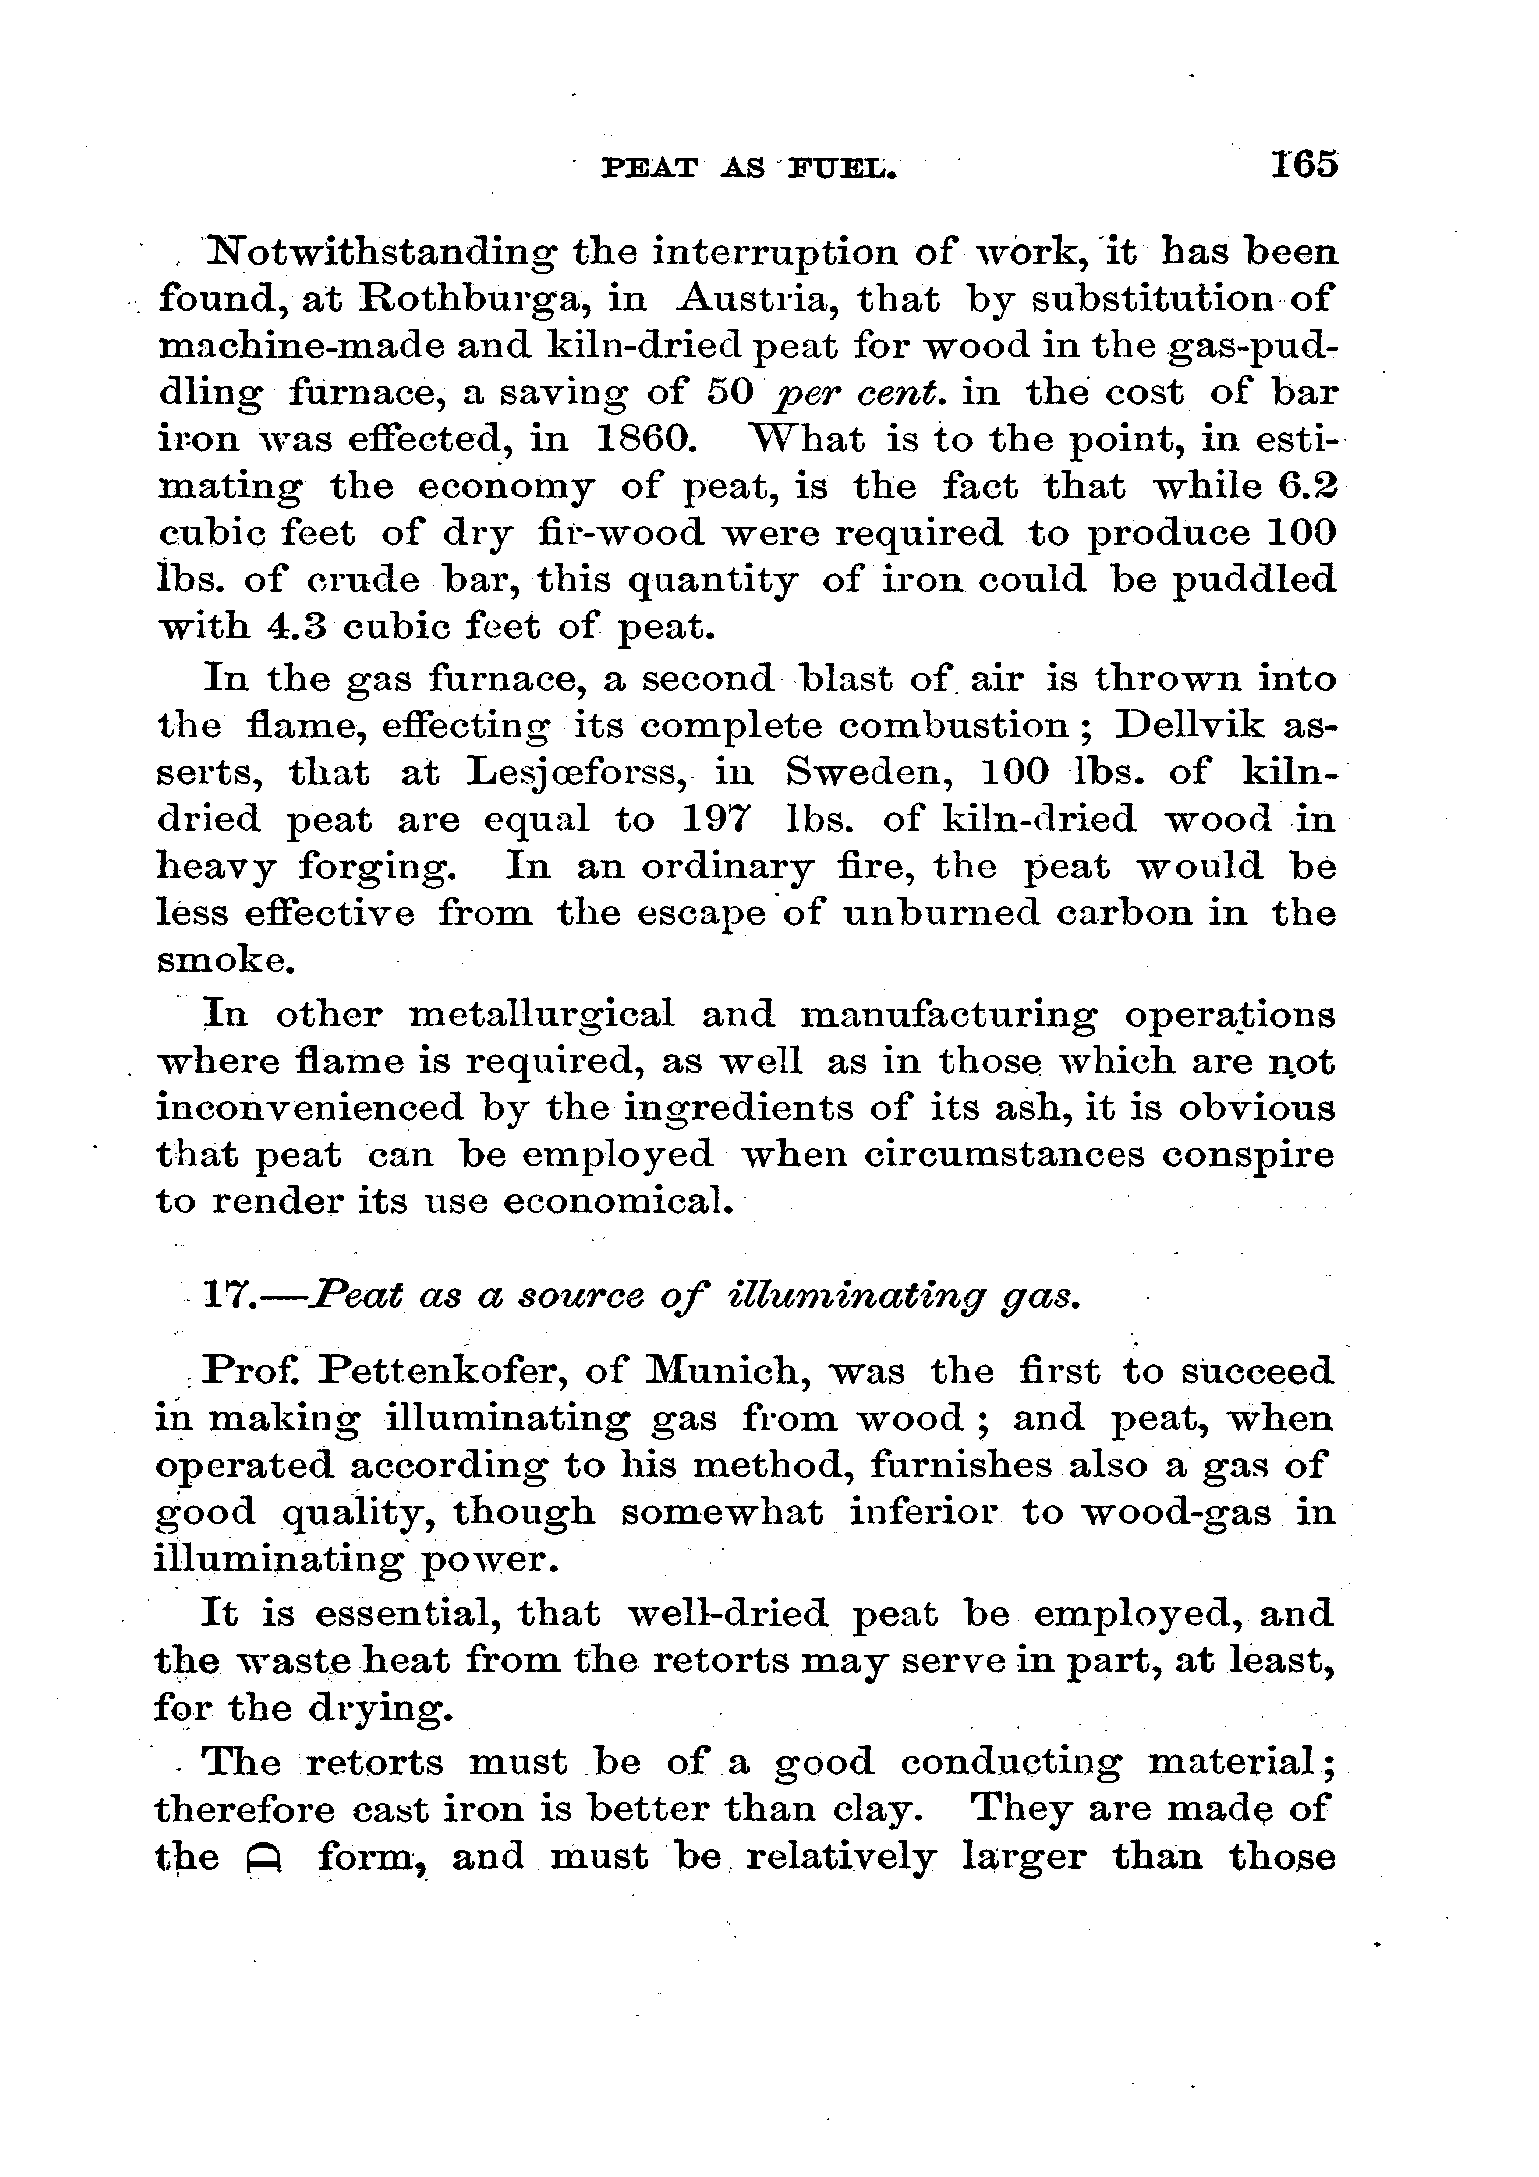 PEAT AS FUEL. 165
Notwithstanding the interruption of work, it has been
found, at Rothburga, in Austria, that by substitution of
machine-made and kiln-dried peat for wood in the gas-pud-
dling furnace, a saving of 50 per cent. in the cost of bar
iron was effected, in 1860. What is to the point, in esti-
mating the economy of peat, is the fact that while 6.2
cubic feet of dry fir-wood were required to produce 100
lbs. of crude bar, this quantity of iron could be puddled
with 4.3 cubic feet of peat.
In the gas furnace, a second blast of air is thrown into
the flame, effecting its complete combustion; Dellvik as-
serts, that at Lesjœforss, in Sweden, 100 lbs. of kiln-
dried peat are equal to 197 lbs. of kiln-dried wood in
heavy forging. In an ordinary fire, the peat would be
less effective from the escape of unburned carbon in the
smoke.
In other metallurgical and manufacturing operations
where flame is required, as well as in those which are not
inconvenienced by the ingredients of its ash, it is obvious
that peat can be employed when circumstances conspire
to render its use economical.
17.—Peat as a source of illuminating gas.
Prof. Pettenkofer, of Munich, was the first to succeed
in making illuminating gas from wood; and peat, when
operated according to his method, furnishes also a gas of
good quality, though somewhat inferior to wood-gas in
illuminating power.
It is essential, that well-dried peat be employed, and
the waste heat from the retorts may serve in part, at least,
for the drying.
The retorts must be of a good conducting material;
therefore cast iron is better than clay. They are made of
the D form, and must be relatively larger than those